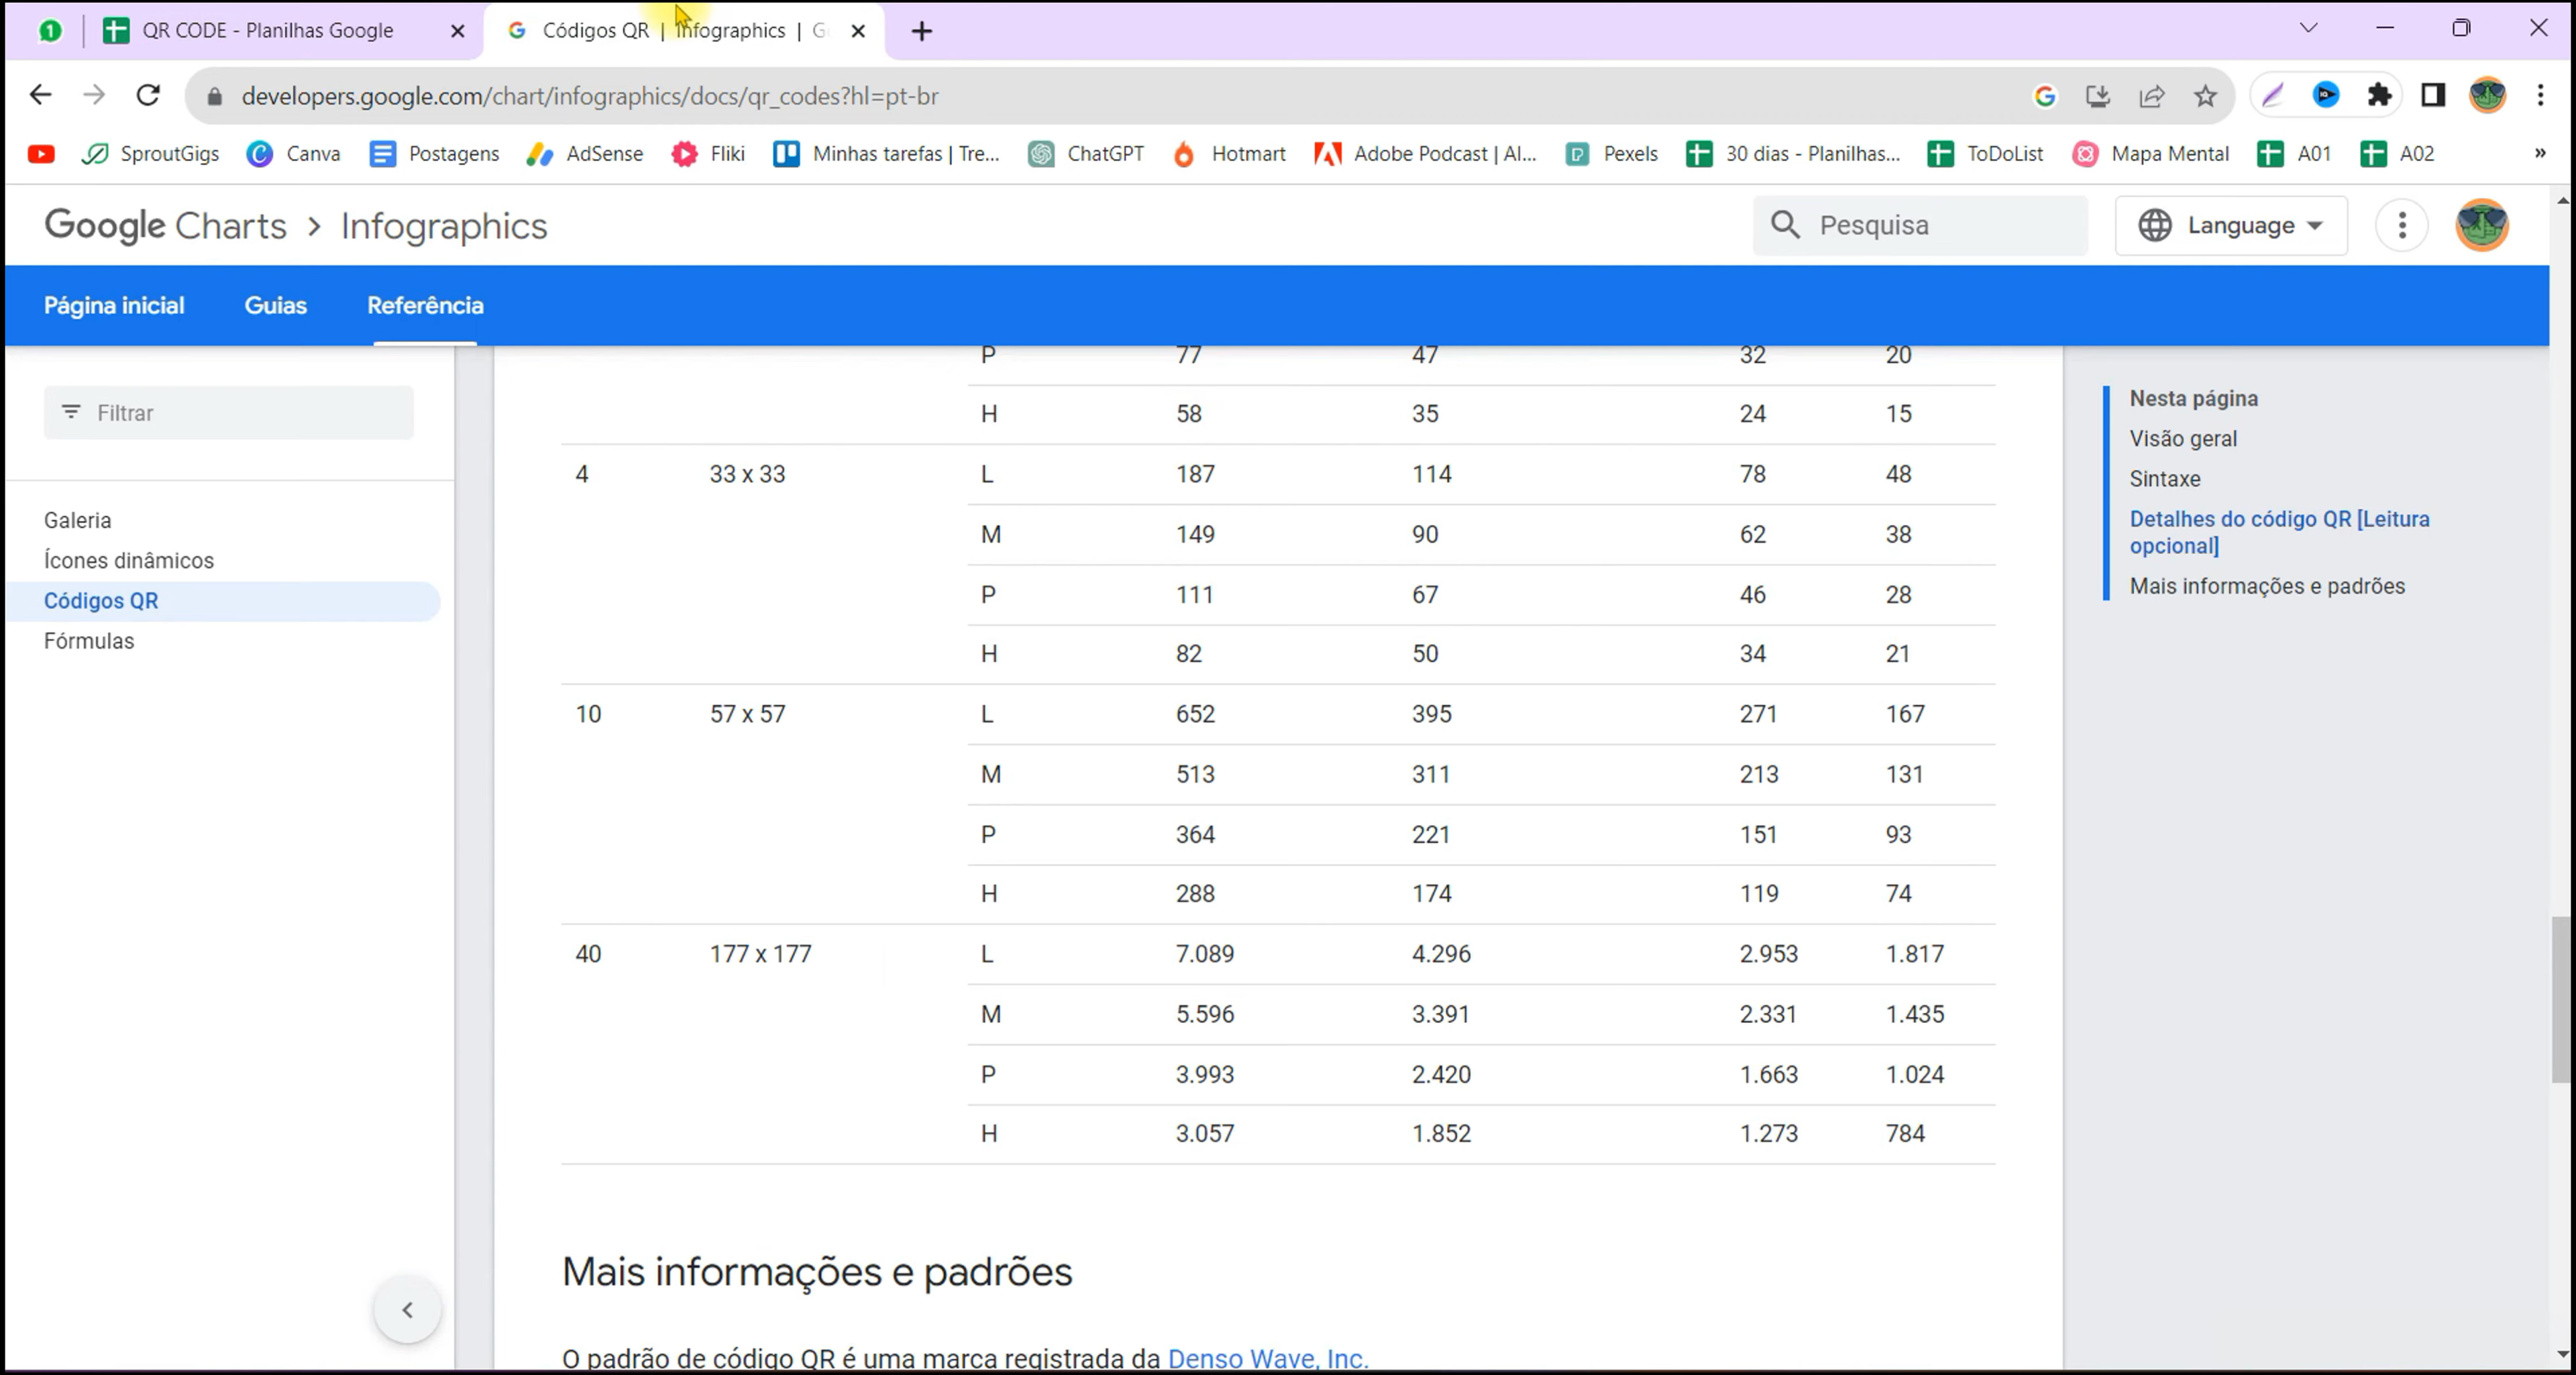 1 QR CODE - Planilhas Google Códigos QR | Infographics | G
developers.google.com/chart/infographics/docs/qr_codes?hl=pt-br
SproutGigs Canva Postagens AdSense Fliki Minhas tarefas | Tre... ChatGPT Hotmart Adobe Podcast | AI... Pexels 30 dias - Planilhas... ToDoList Mapa Mental A01 A02 »
Google Charts > Infographics Pesquisa Language
Página inicial Guias Referência
Filtrar
Galeria
Ícones dinâmicos
Códigos QR
Fórmulas
P 77 47 32 20
H 58 35 24 15
4 33 x 33 L 187 114 78 48
M 149 90 62 38
P 111 67 46 28
H 82 50 34 21
10 57 x 57 L 652 395 271 167
M 513 311 213 131
P 364 221 151 93
H 288 174 119 74
40 177 x 177 L 7.089 4.296 2.953 1.817
M 5.596 3.391 2.331 1.435
P 3.993 2.420 1.663 1.024
H 3.057 1.852 1.273 784
Mais informações e padrões
O padrão de código QR é uma marca registrada da Denso Wave, Inc.
Nesta página
Visão geral
Sintaxe
Detalhes do código QR [Leitura
opcional]
Mais informações e padrões